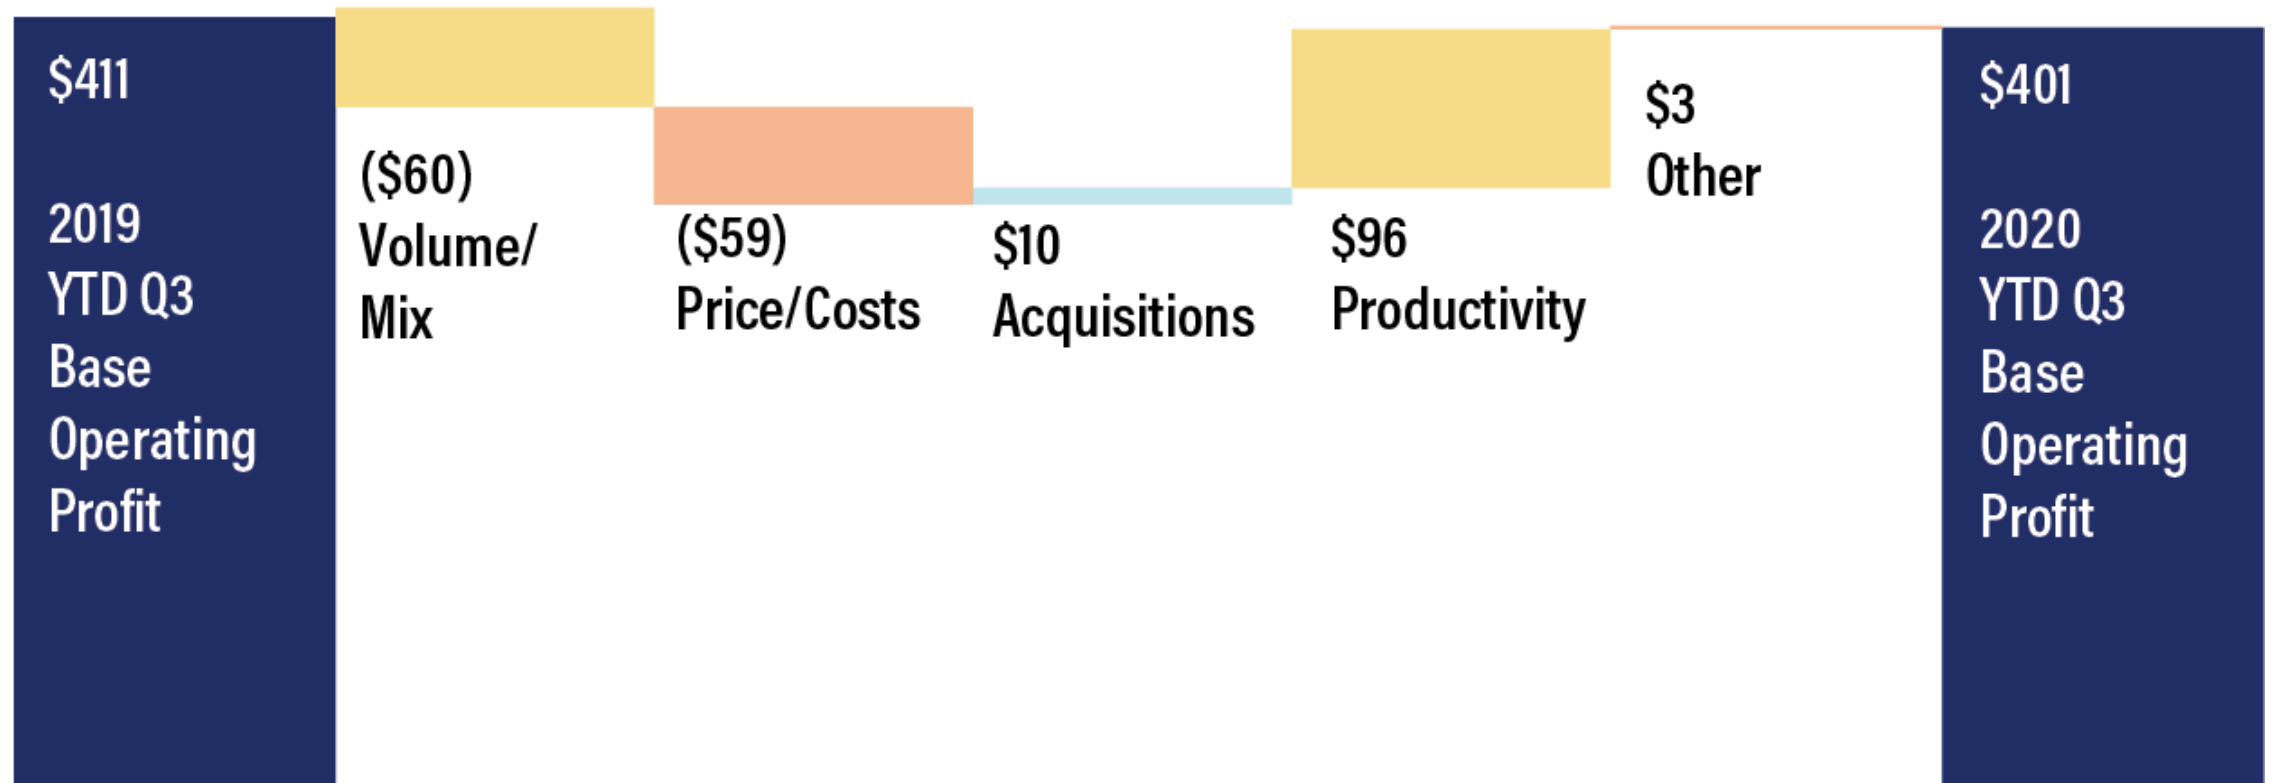 $411
2019
YTD Q3
Base
Operating
Profit
($60)
Volume/
Mix
($59)
Price/Costs
$10
Acquisitions
$96
Productivity
$3
Other
$401
2020
YTD Q3
Base
Operating
Profit